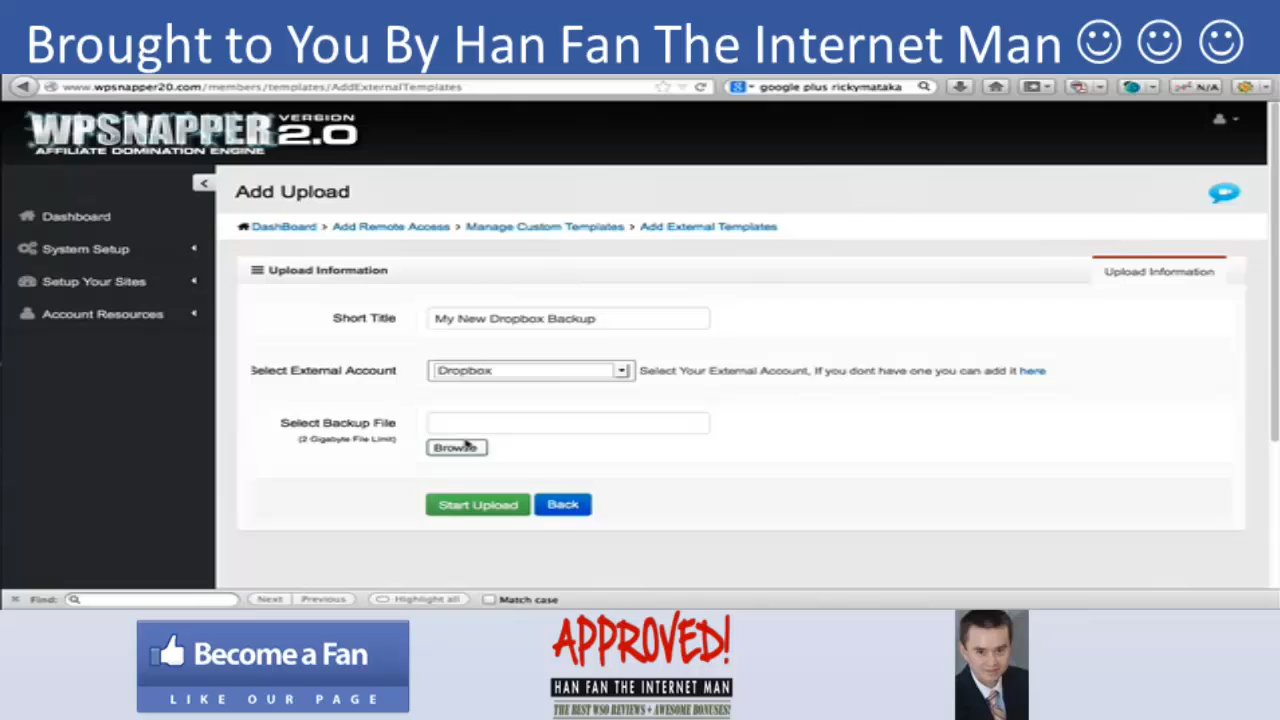 Brought to You By Han Fan The Internet Man
www.wpsnapper20.com/members/templates/AddExternalTemplates
google plus rickymataka
N/A
WPSNAPPER VERSION 2.0
AFFILIATE DOMINATION ENGINE
Add Upload
Dashboard
DashBoard > Add Remote Access > Manage Custom Templates > Add External Templates
System Setup
Upload Information
Upload Information
Setup Your Sites
Account Resources
Short Title
My New Dropbox Backup
Select External Account
Dropbox
Select Your External Account, If you dont have one you can add it here
Select Backup File
(2 Gigabyte File Limit)
Browse
Start Upload
Back
Find:
Next
Previous
Highlight all
Match case
Become a Fan
LIKE OUR PAGE
APPROVED!
HAN FAN THE INTERNET MAN
THE BEST WSO REVIEWS + AWESOME BONUSES!